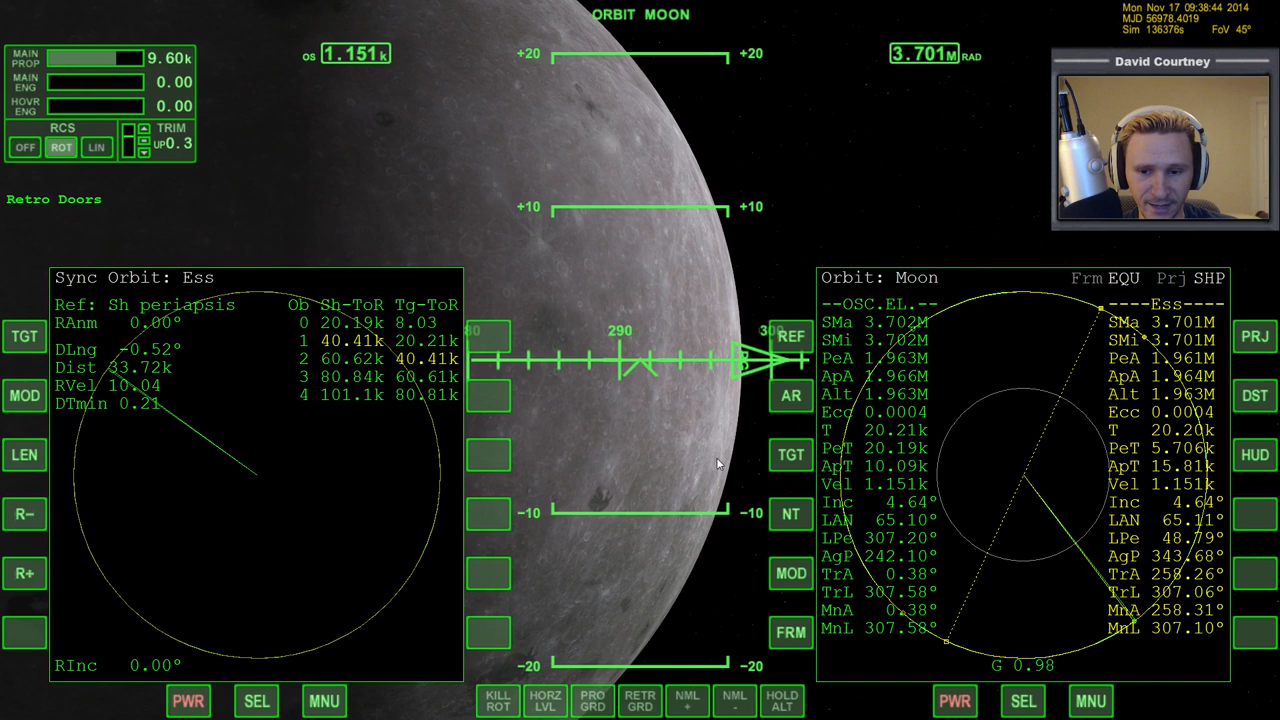 ORBIT MOON
Mon Nov 17 09:38:44 2014
MJD 56978.4019
Sim 136376s FoV 45°
MAIN PROP 9.60k
MAIN ENG 0.00
HOVR ENG 0.00
RCS TRIM
OFF ROT LIN UP0.3
OS 1.151k
3.701M RAD
David Courtney
+20 +20
+10 +10
-10 -10
-20 -20
80 290 300
Retro Doors
Sync Orbit: Ess
Ref: Sh periapsis Ob Sh-ToR Tg-ToR
RAnm 0.00° 0 20.19k 8.03
1 40.41k 20.21k
DLng -0.52° 2 60.62k 40.41k
Dist 33.72k 3 80.84k 60.61k
RVel 10.04 4 101.1k 80.81k
DTmin 0.21
RInc 0.00°
TGT
MOD
LEN
R-
R+
PWR SEL MNU
KILL ROT
HORZ LVL
PRO GRD
RETR GRD
NML +
NML -
HOLD ALT
REF
AR
TGT
NT
MOD
FRM
Orbit: Moon Frm EQU Prj SHP
--OSC.EL.-- ----Ess----
SMa 3.702M SMa 3.701M
SMi 3.702M SMi 3.701M
PeA 1.963M PeA 1.961M
ApA 1.966M ApA 1.964M
Alt 1.963M Alt 1.963M
Ecc 0.0004 Ecc 0.0004
T 20.21k T 20.20k
PeT 20.19k PeT 5.706k
ApT 10.09k ApT 15.81k
Vel 1.151k Vel 1.151k
Inc 4.64° Inc 4.64°
LAN 65.10° LAN 65.11°
LPe 307.20° LPe 48.79°
AgP 242.10° AgP 343.68°
TrA 0.38° TrA 258.26°
TrL 307.58° TrL 307.06°
MnA 0.38° MnA 258.31°
MnL 307.58° MnL 307.10°
G 0.98
PRJ
DST
HUD
PWR SEL MNU